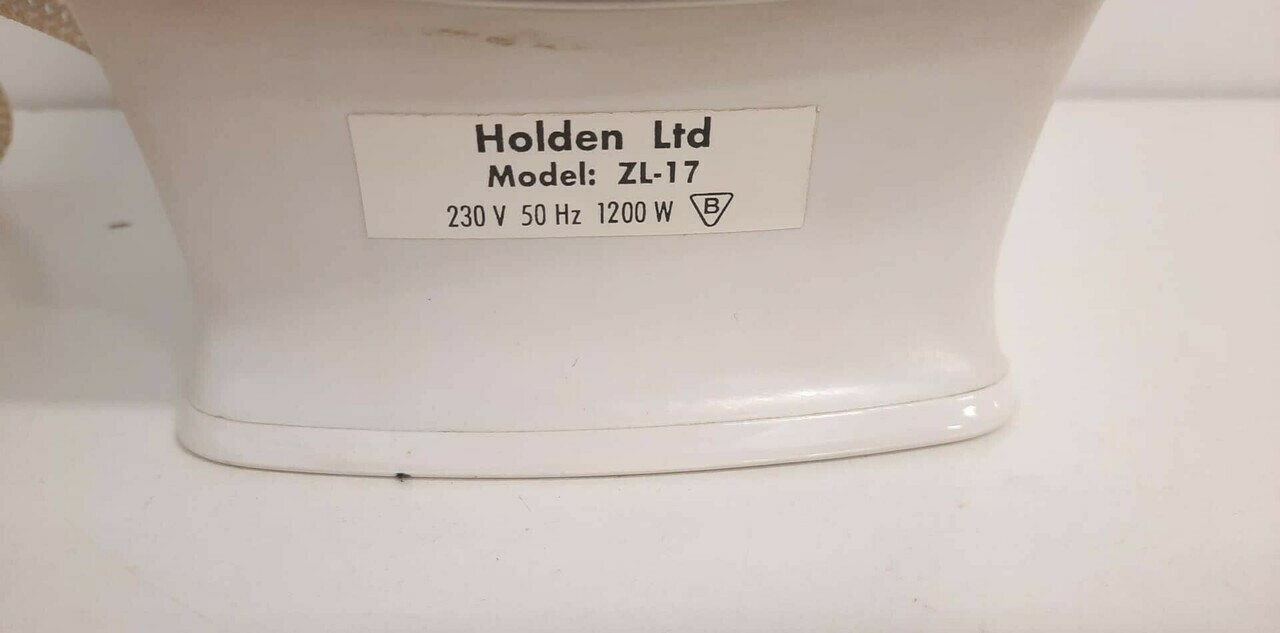 Holden Ltd
Model: ZL-17
230 V 50 Hz 1200 W B